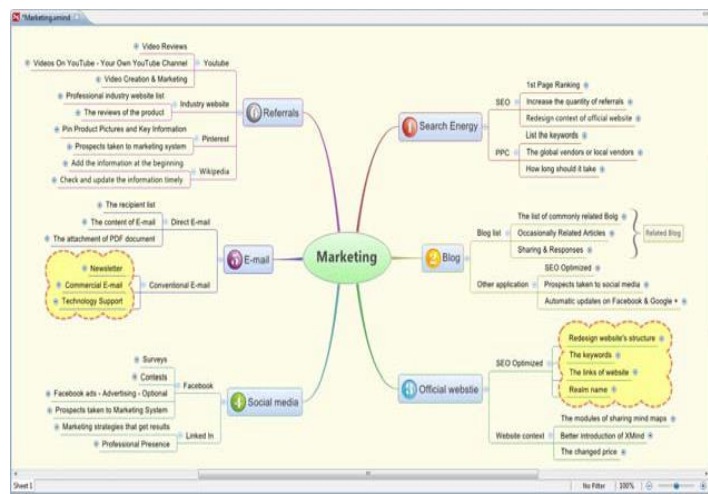 *Marketing.xmind
Marketing
1 Search Energy
SEO
1st Page Ranking
Increase the quantity of referrals
Redesign context of official website
PPC
List the keywords
The global vendors or local vendors
How long should it take
2 Blog
Blog list
The list of commonly related Bolg
Occasionally Related Articles
Sharing & Responses
Related Blog
Other application
SEO Optimized
Prospects taken to social media
Automatic updates on Facebook & Google +
3 Official webstie
SEO Optimized
Redesign website's structure
The keywords
The links of website
Realm name
Website context
The modules of sharing mind maps
Better introduction of XMind
The changed price
4 Social media
Facebook
Surveys
Contests
Facebook ads - Advertising - Optional
Prospects taken to Marketing System
Linked In
Marketing strategies that get results
Professional Presence
5 E-mail
Direct E-mail
The recipient list
The content of E-mail
The attachment of PDF document
Conventional E-mail
Newsletter
Commercial E-mail
Technology Support
6 Referrals
Youtube
Video Reviews
Videos On YouTube - Your Own YouTube Channel
Video Creation & Marketing
Industry website
Professional industry website list
The reviews of the product
Pinterest
Pin Product Pictures and Key Information
Prospects taken to marketing system
Wikipedia
Add the information at the beginning
Check and update the information timely
Sheet 1
No Filter
100%